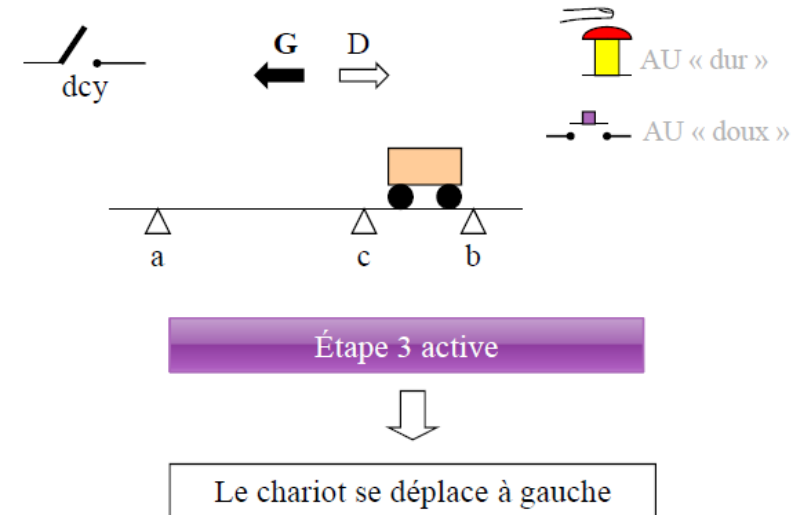 G D
dcy
AU « dur »
AU « doux »
a c b
Étape 3 active
Le chariot se déplace à gauche